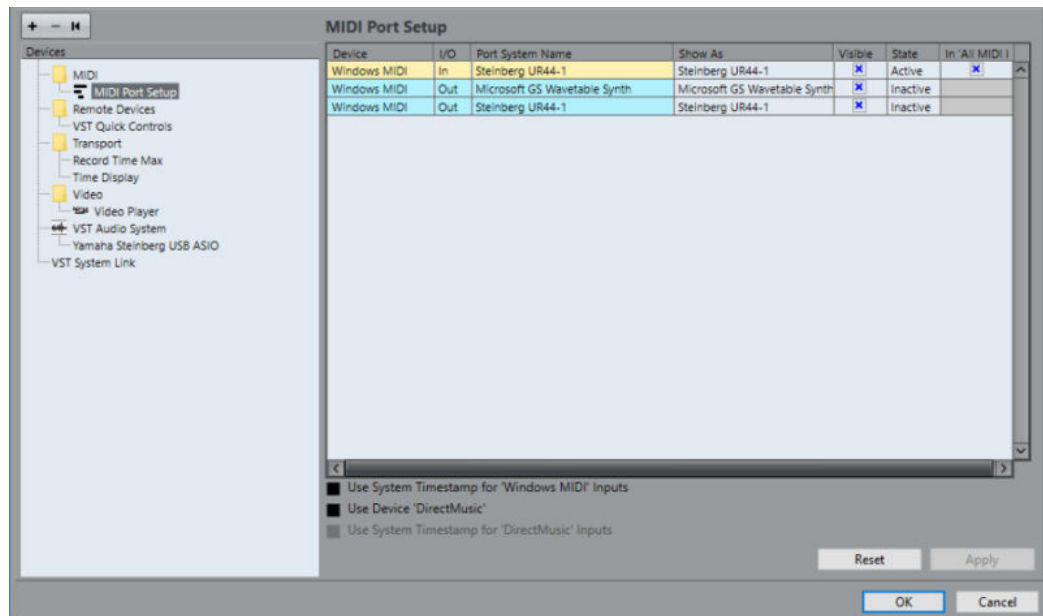 MIDI Port Setup
Devices
MIDI
MIDI Port Setup
Remote Devices
VST Quick Controls
Transport
Record Time Max
Time Display
Video
Video Player
VST Audio System
Yamaha Steinberg USB ASIO
VST System Link
Device I/O Port System Name Show As Visible State In 'All MIDI I
Windows MIDI In Steinberg UR44-1 Steinberg UR44-1 Active
Windows MIDI Out Microsoft GS Wavetable Synth Microsoft GS Wavetable Synth Inactive
Windows MIDI Out Steinberg UR44-1 Steinberg UR44-1 Inactive
Use System Timestamp for 'Windows MIDI' Inputs
Use Device 'DirectMusic'
Use System Timestamp for 'DirectMusic' Inputs
Reset Apply
OK Cancel